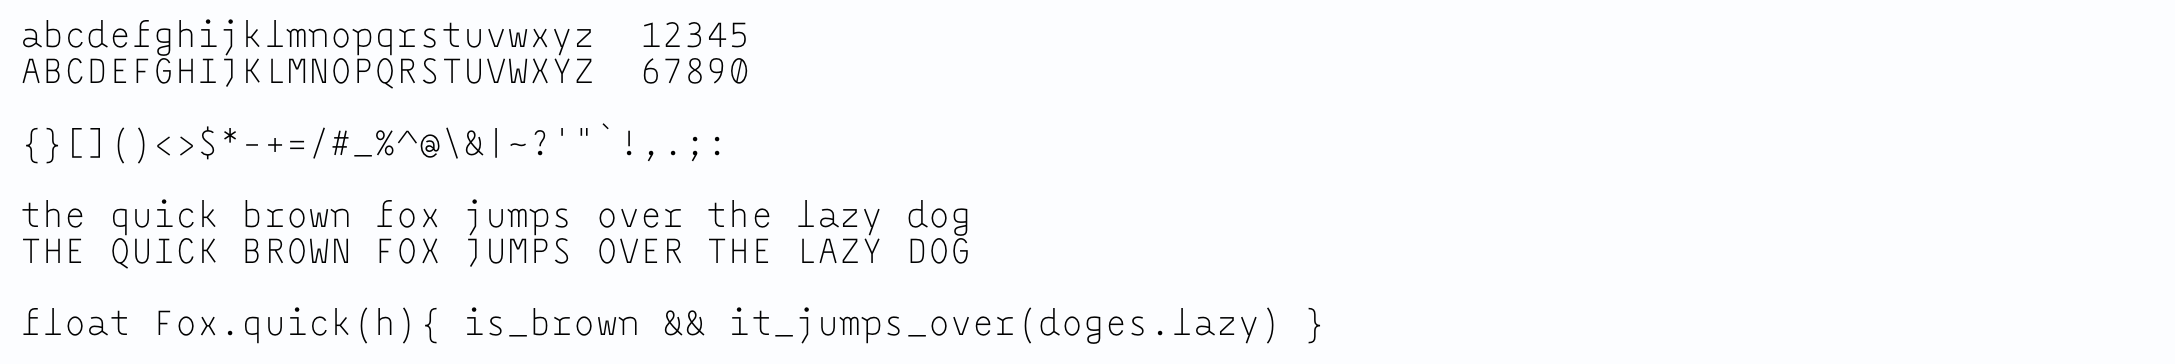 abcdefghijklmnopqrstuvwxyz  12345
ABCDEFGHIJKLMNOPQRSTUVWXYZ  67890
{}[]()<>$*-+=/#_%^@\&|~?'"`!,.;:
the quick brown fox jumps over the lazy dog
THE QUICK BROWN FOX JUMPS OVER THE LAZY DOG
float Fox.quick(h){ is_brown && it_jumps_over(doges.lazy) }